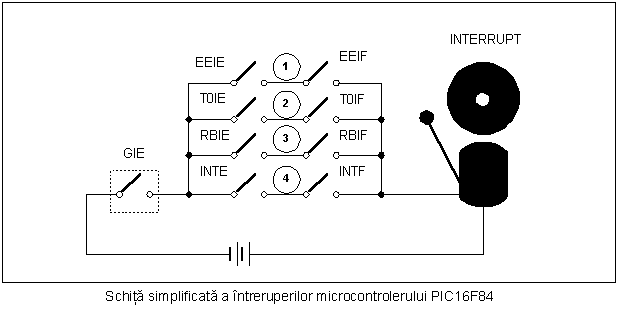 INTERRUPT
EEIE 1 EEIF
T0IE 2 T0IF
RBIE 3 RBIF
GIE
INTE 4 INTF
Schiță simplificată a întreruperilor microcontrolerului PIC16F84